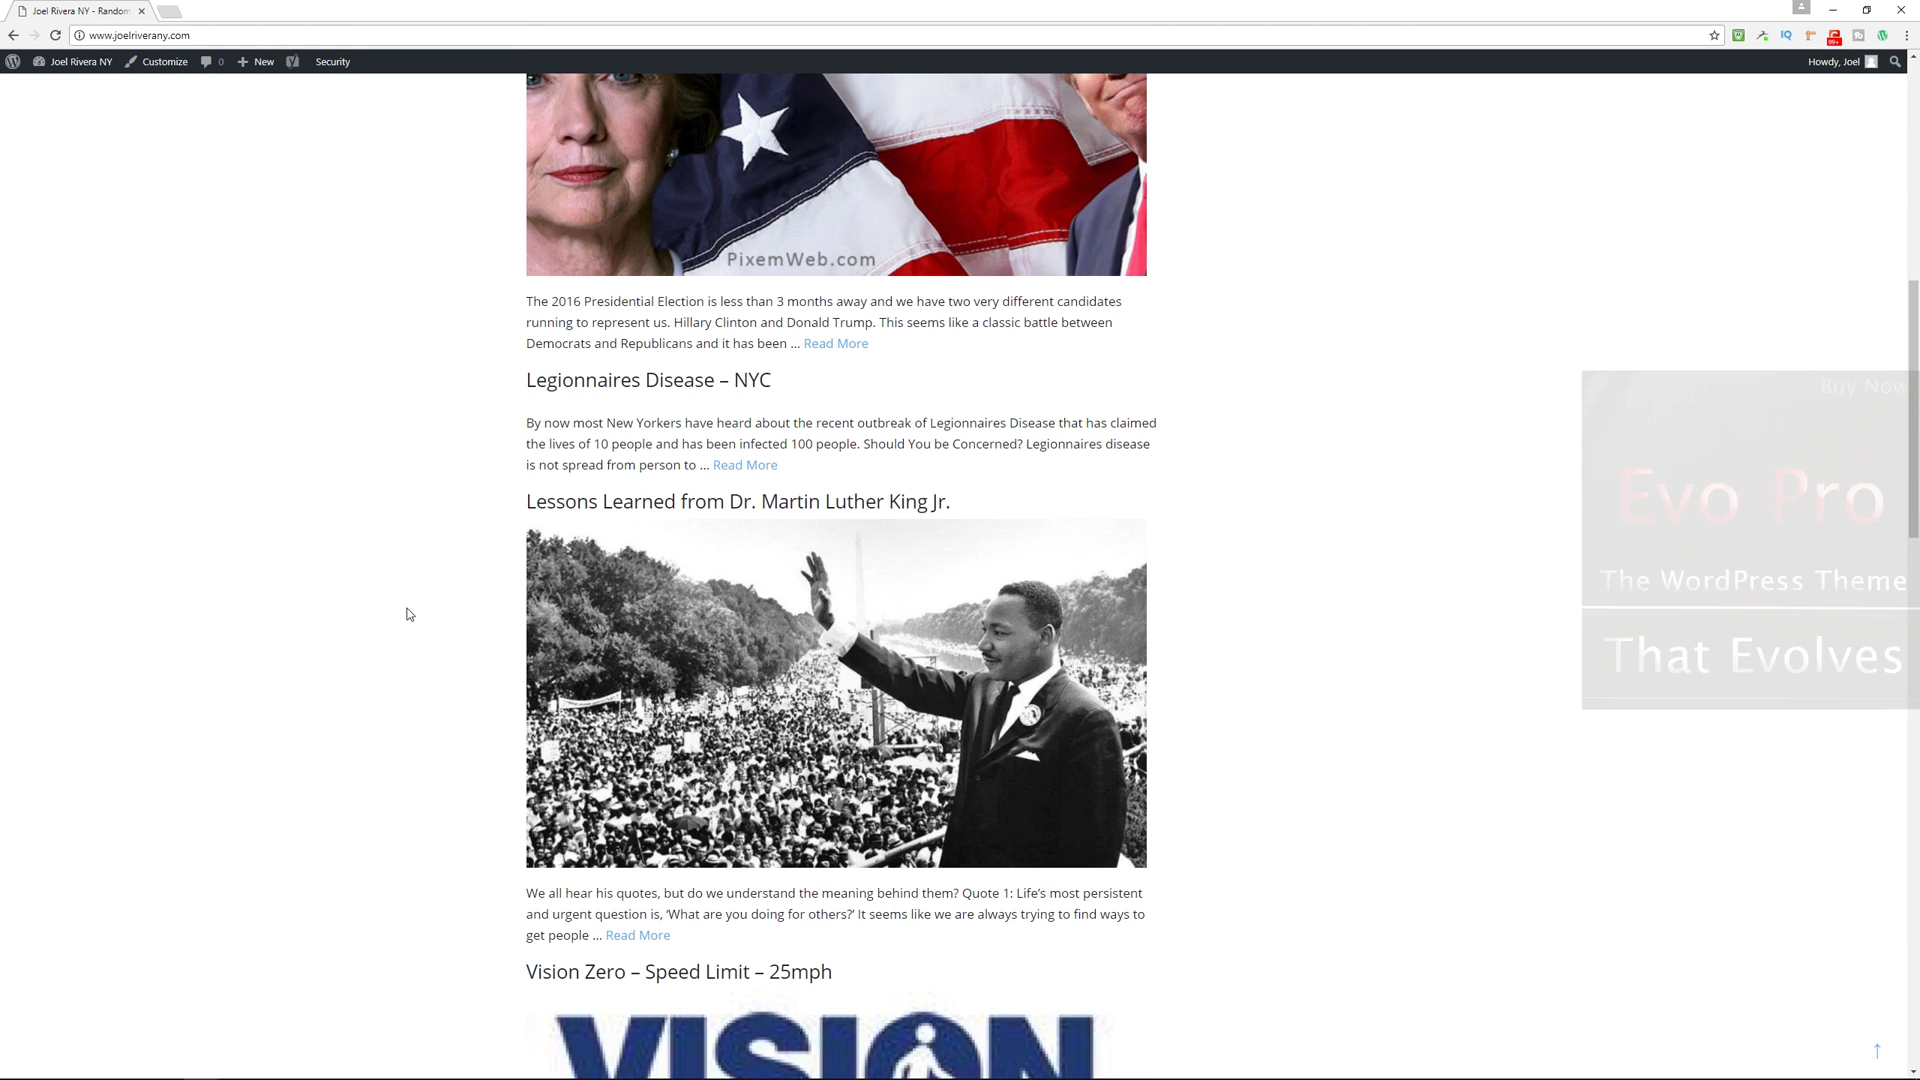 Joel Rivera NY - Random
www.joelriverany.com
Joel Rivera NY
Customize
0
New
Security
Howdy, Joel
PixemWeb.com
The 2016 Presidential Election is less than 3 months away and we have two very different candidates
running to represent us. Hillary Clinton and Donald Trump. This seems like a classic battle between
Democrats and Republicans and it has been ... Read More
Legionnaires Disease – NYC
By now most New Yorkers have heard about the recent outbreak of Legionnaires Disease that has claimed
the lives of 10 people and has been infected 100 people. Should You be Concerned? Legionnaires disease
is not spread from person to ... Read More
Lessons Learned from Dr. Martin Luther King Jr.
We all hear his quotes, but do we understand the meaning behind them? Quote 1: Life’s most persistent
and urgent question is, ‘What are you doing for others?’ It seems like we are always trying to find ways to
get people ... Read More
Vision Zero – Speed Limit – 25mph
VISION
Buy Now
Evo Pro
The WordPress Theme
That Evolves